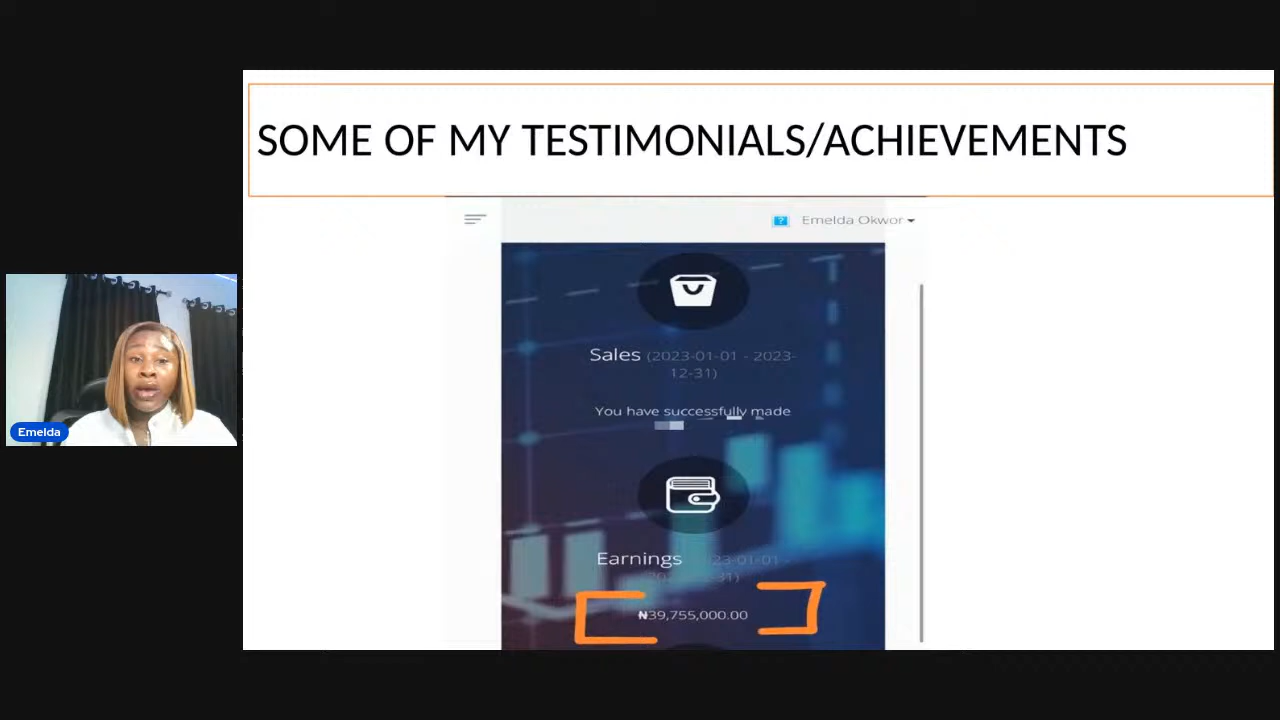 SOME OF MY TESTIMONIALS/ACHIEVEMENTS
? Emelda Okwor
Sales (2023-01-01 - 2023-
12-31)
You have successfully made
Emelda
Earnings
₦39,755,000.00